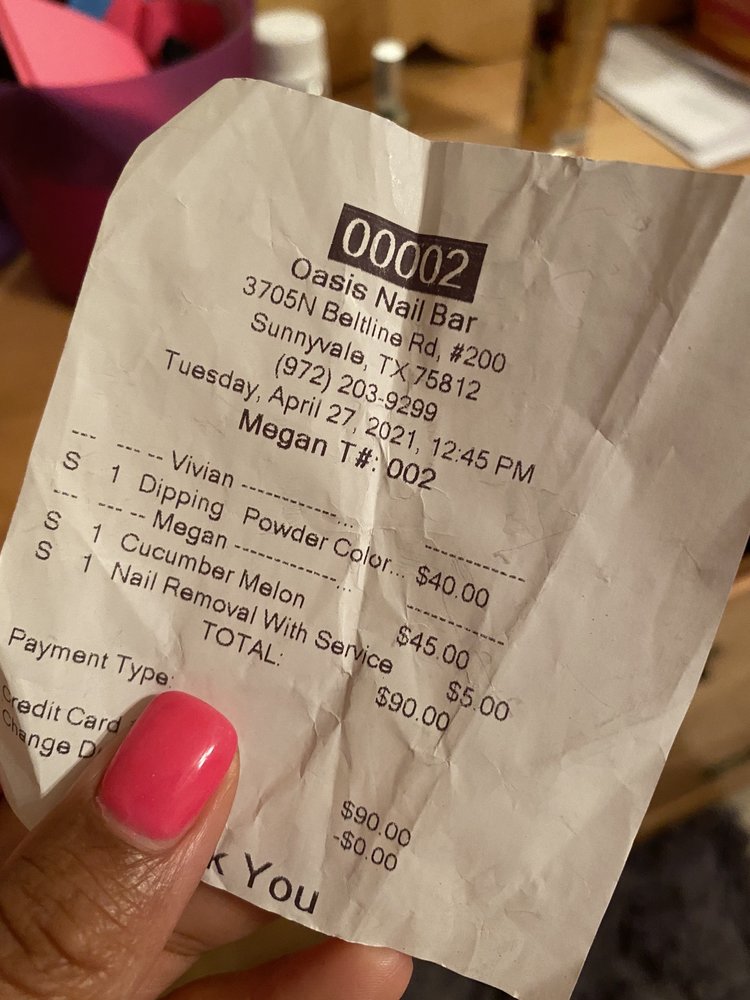 00002
Oasis Nail Bar
3705N Beltline Rd, #200
Sunnyvale, TX 75812
(972) 203-9299
Tuesday, April 27, 2021, 12:45 PM
Megan T#: 002
--- --- -- Vivian ---------------... --------------
S 1 Dipping Powder Color... $40.00
--- --- -- Megan ---------------... --------------
S 1 Cucumber Melon $45.00
S 1 Nail Removal With Service $5.00
TOTAL: $90.00
Payment Type:
Credit Card $90.00
Change -$0.00
You